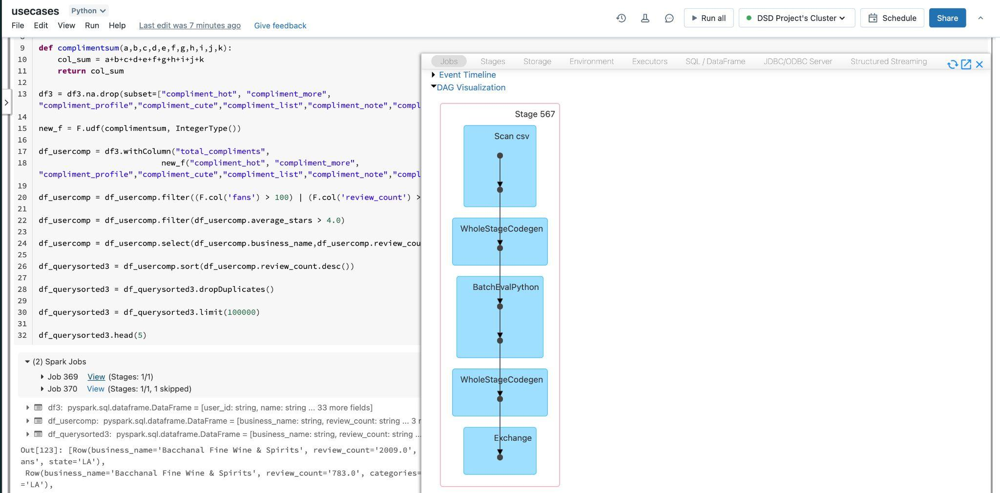 usecases Python
File Edit View Run Help Last edit was 7 minutes ago Give feedback
Run all DSD Project's Cluster Schedule Share
9 def complimentsum(a,b,c,d,e,f,g,h,i,j,k):
10 col_sum = a+b+c+d+e+f+g+h+i+j+k
11 return col_sum
12
13 df3 = df3.na.drop(subset=["compliment_hot", "compliment_more",
"compliment_profile","compliment_cute","compliment_list","compliment_note","compl
14
15 new_f = F.udf(complimentsum, IntegerType())
16
17 df_usercomp = df3.withColumn("total_compliments",
18 new_f("compliment_hot", "compliment_more",
"compliment_profile","compliment_cute","compliment_list","compliment_note","compl
19
20 df_usercomp = df_usercomp.filter((F.col('fans') > 100) | (F.col('review_count') >
21
22 df_usercomp = df_usercomp.filter(df_usercomp.average_stars > 4.0)
23
24 df_usercomp = df_usercomp.select(df_usercomp.business_name,df_usercomp.review_cou
25
26 df_querysorted3 = df_usercomp.sort(df_usercomp.review_count.desc())
27
28 df_querysorted3 = df_querysorted3.dropDuplicates()
29
30 df_querysorted3 = df_querysorted3.limit(100000)
31
32 df_querysorted3.head(5)
(2) Spark Jobs
Job 369 View (Stages: 1/1)
Job 370 View (Stages: 1/1, 1 skipped)
df3: pyspark.sql.dataframe.DataFrame = [user_id: string, name: string ... 33 more fields]
df_usercomp: pyspark.sql.dataframe.DataFrame = [business_name: string, review_count: string ... 3 
df_querysorted3: pyspark.sql.dataframe.DataFrame = [business_name: string, review_count: string ...
Out[123]: [Row(business_name='Bacchanal Fine Wine & Spirits', review_count='2009.0',
ans', state='LA'),
Row(business_name='Bacchanal Fine Wine & Spirits', review_count='783.0', categories=
='LA'),
Jobs Stages Storage Environment Executors SQL / DataFrame JDBC/ODBC Server Structured Streaming
Event Timeline
DAG Visualization
Stage 567
Scan csv
WholeStageCodegen
BatchEvalPython
WholeStageCodegen
Exchange